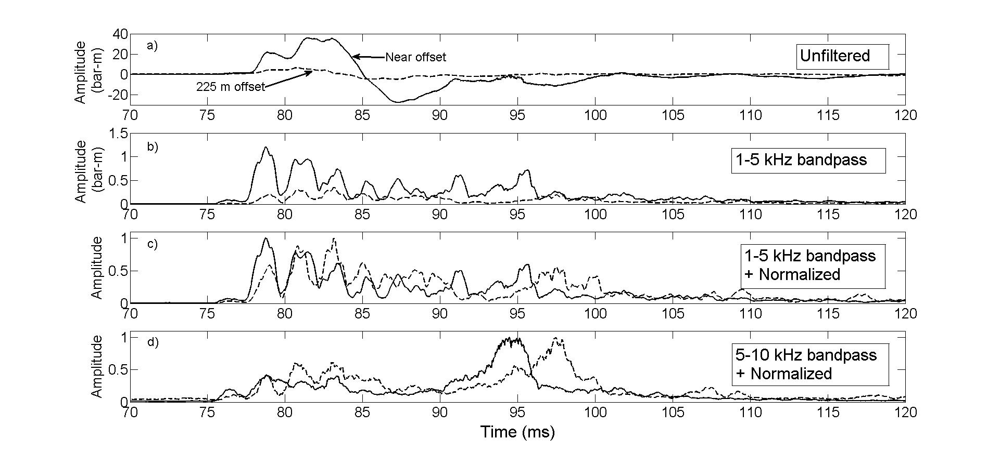 40
20
0
-20
Amplitude
(bar-m)
a)
Near offset
225 m offset
Unfiltered
70 75 80 85 90 95 100 105 110 115 120
1.5
1
0.5
0
Amplitude
(bar-m)
b)
1-5 kHz bandpass
70 75 80 85 90 95 100 105 110 115 120
1
0.5
0
Amplitude
c)
1-5 kHz bandpass
+ Normalized
70 75 80 85 90 95 100 105 110 115 120
1
0.5
0
Amplitude
d)
5-10 kHz bandpass
+ Normalized
70 75 80 85 90 95 100 105 110 115 120
Time (ms)